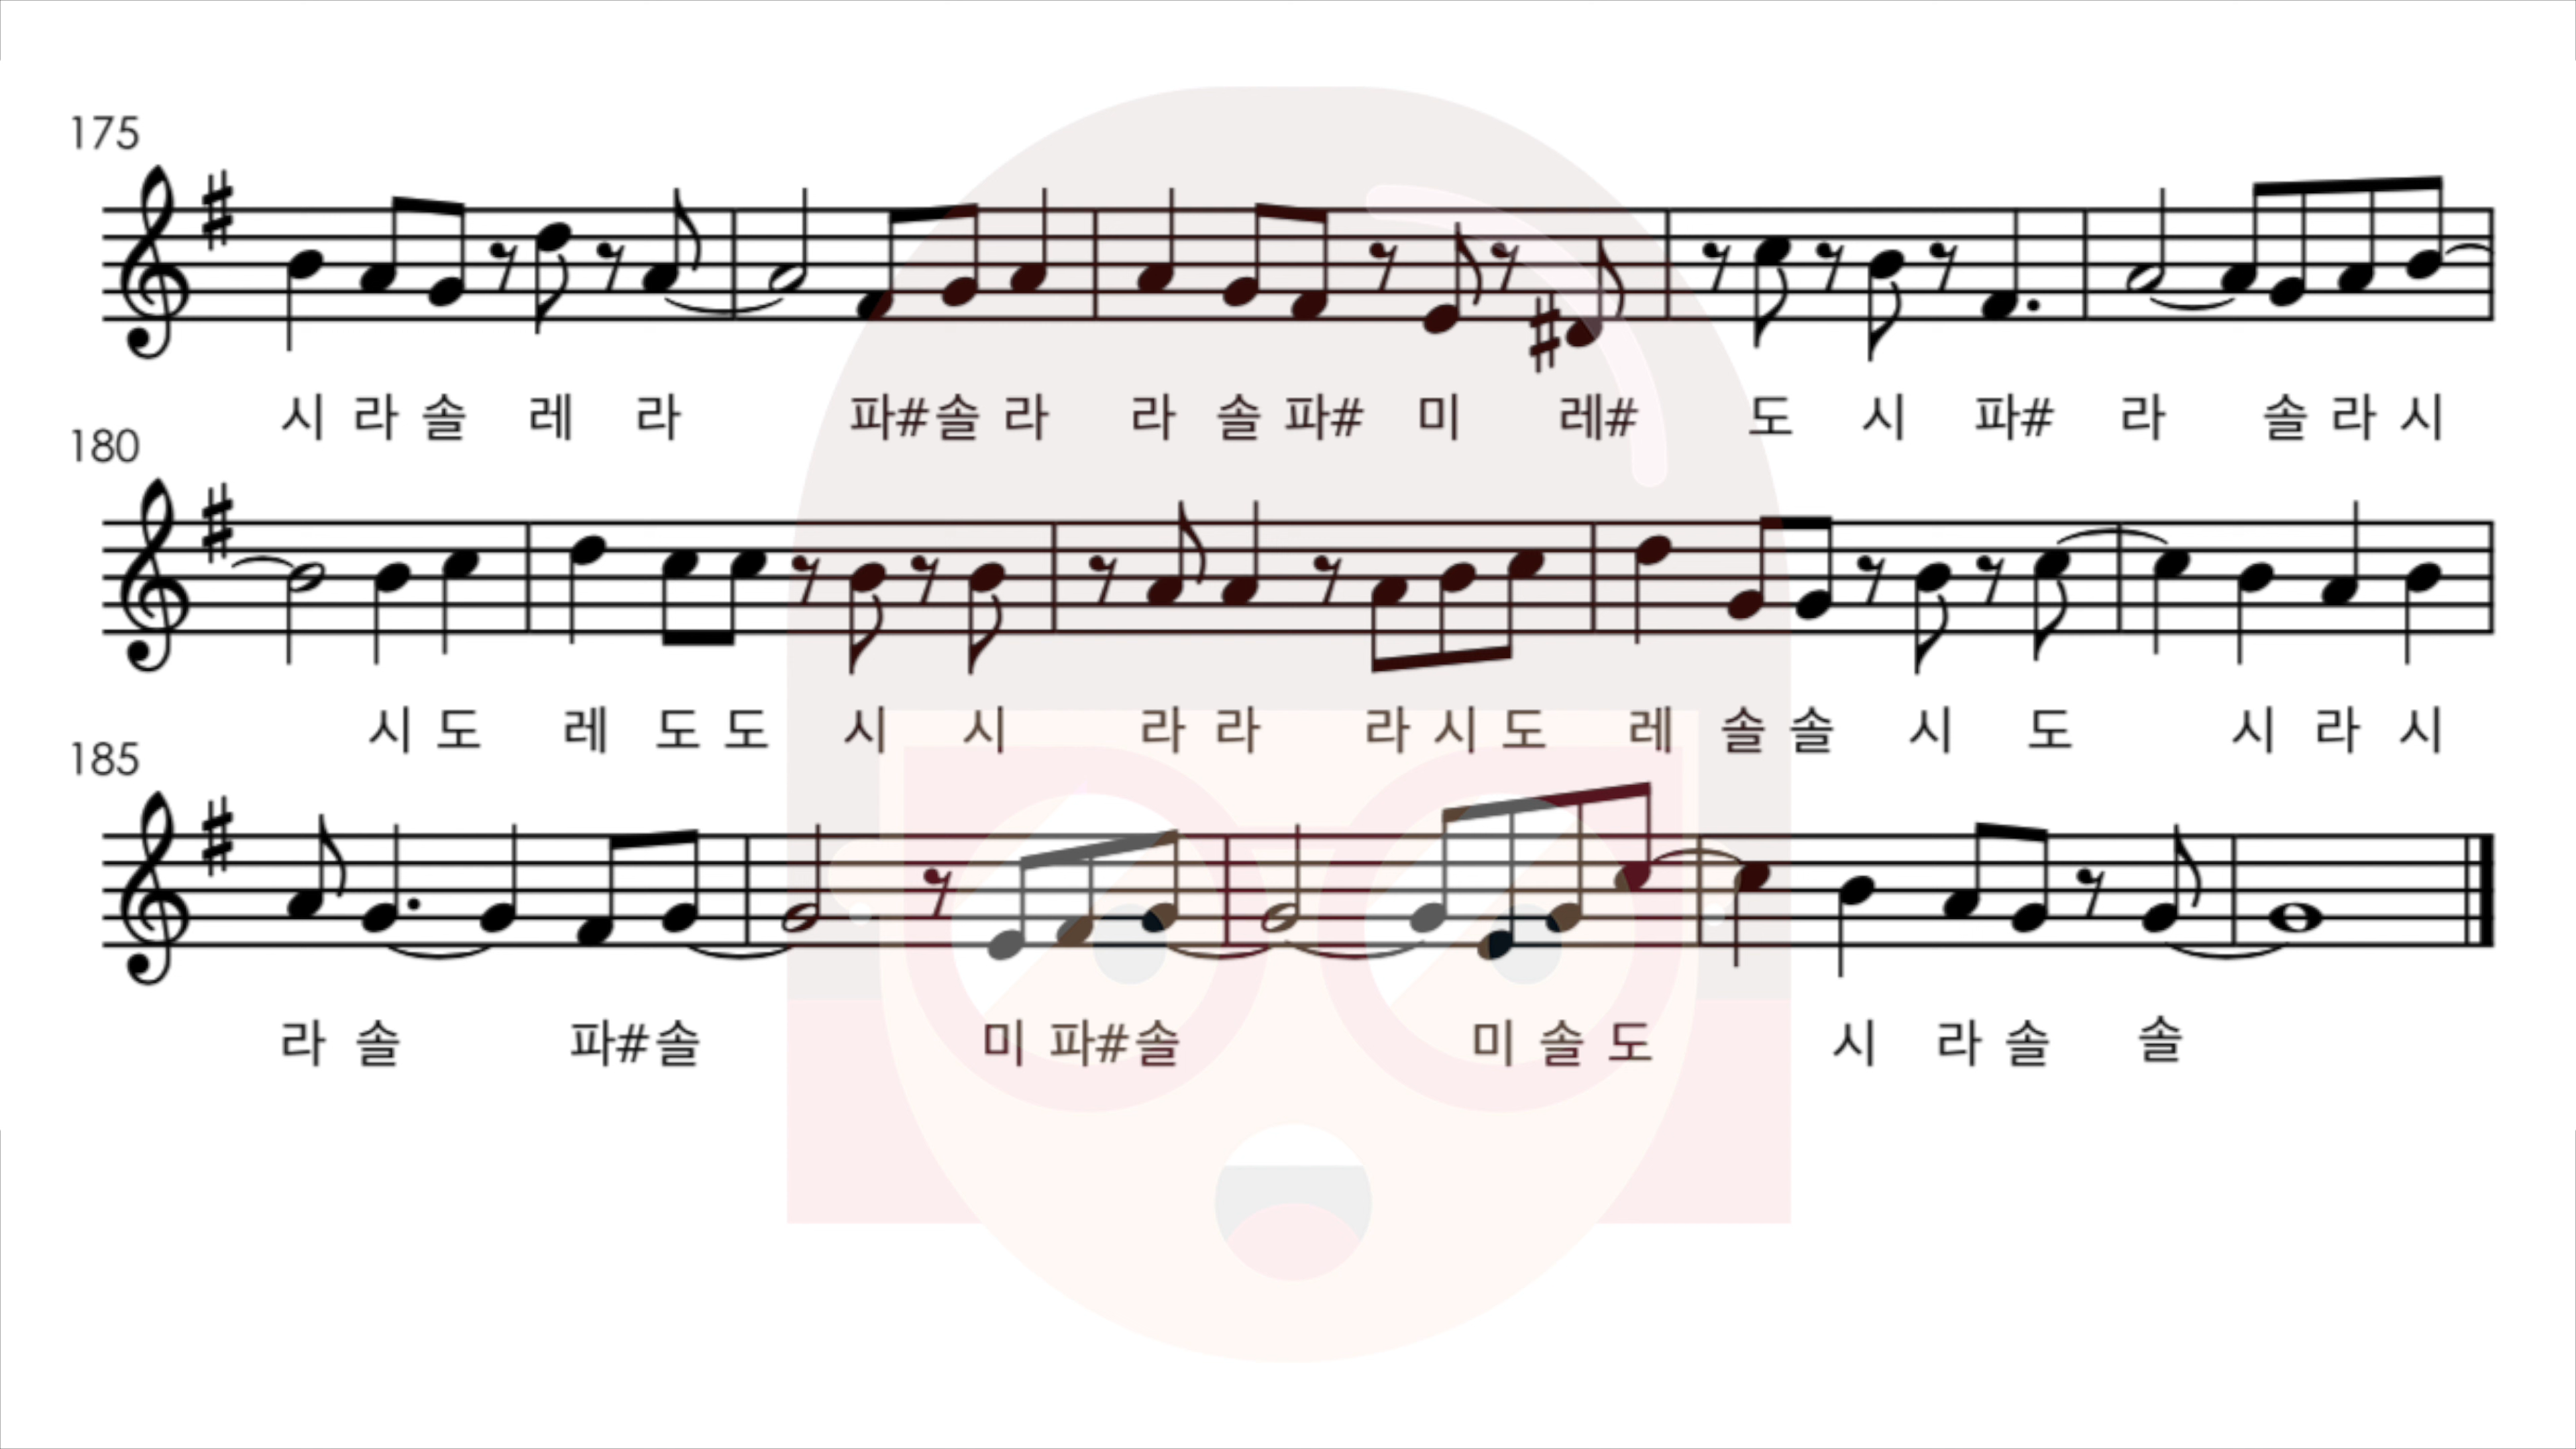 175
시 라 솔 레 라 파# 솔 라 라 솔 파# 미 레# 도 시 파# 라 솔 라 시
180
시 도 레 도 도 시 시 라 라 라 시 도 레 솔 솔 시 도 시 라 시
185
라 솔 파# 솔 미 파# 솔 미 솔 도 시 라 솔 솔